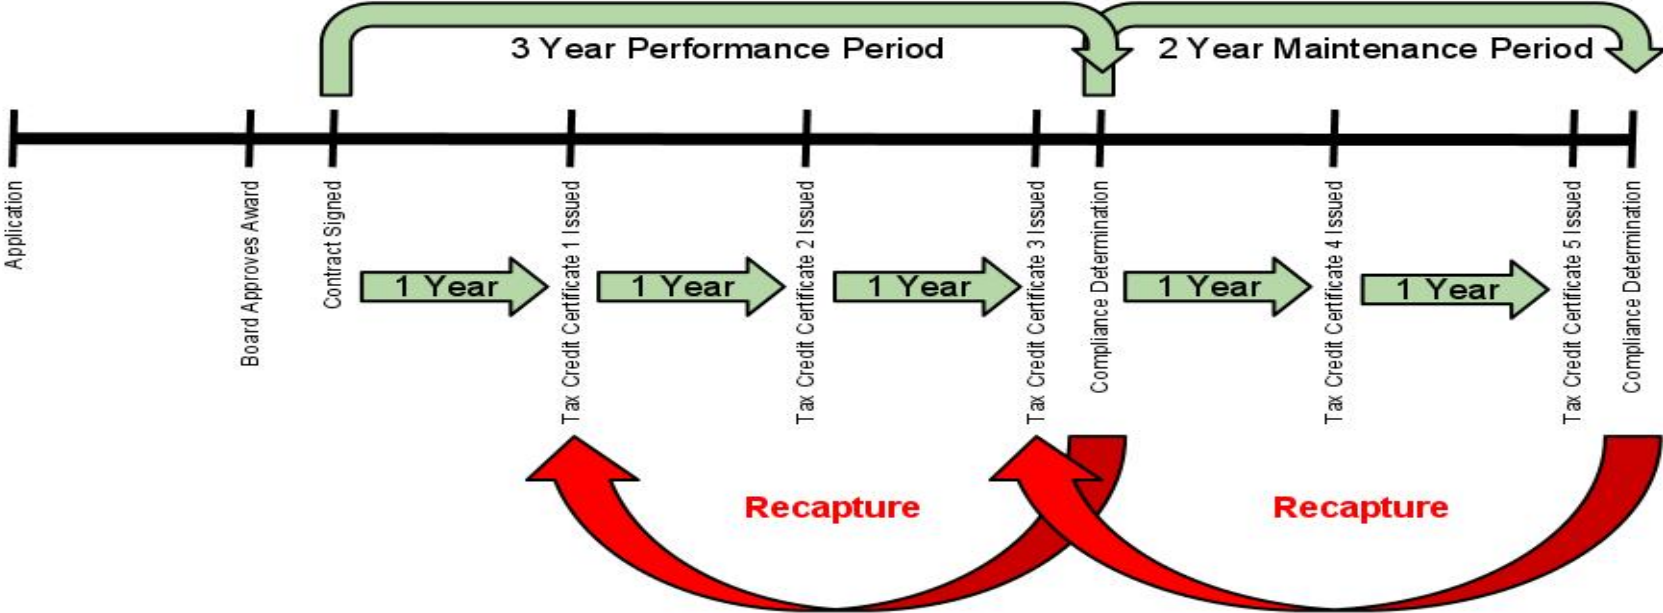 3 Year Performance Period
2 Year Maintenance Period
Application
Board Approves Award
Contract Signed
1 Year
Tax Credit Certificate 1 Issued
1 Year
Tax Credit Certificate 2 Issued
1 Year
Tax Credit Certificate 3 Issued
Compliance Determination
1 Year
Tax Credit Certificate 4 Issued
1 Year
Tax Credit Certificate 5 Issued
Compliance Determination
Recapture
Recapture